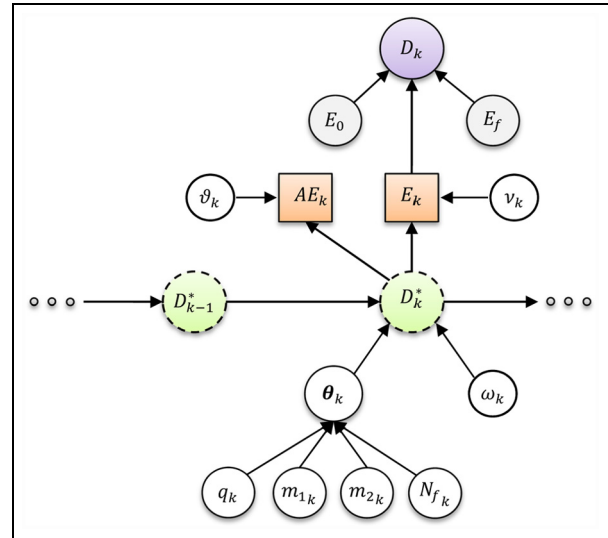 D_k
E_0 E_f
ϑ_k AE_k E_k ν_k
D*_{k−1} D*_k
θ_k ω_k
q_k m_{1_k} m_{2_k} N_{f_k}